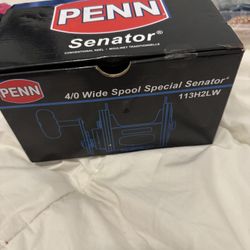 PENN
Senator®
CONVENTIONAL REEL • MOULINET TRADITIONNELLE
PENN
4/0 Wide Spool Special Senator®
113H2LW